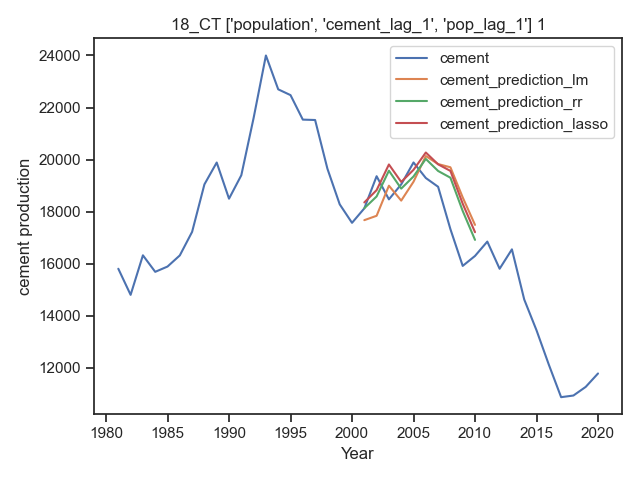 18_CT ['population', 'cement_lag_1', 'pop_lag_1'] 1
cement
cement_prediction_lm
cement_prediction_rr
cement_prediction_lasso
24000
22000
20000
18000
16000
14000
12000
cement production
1980
1985
1990
1995
2000
2005
2010
2015
2020
Year